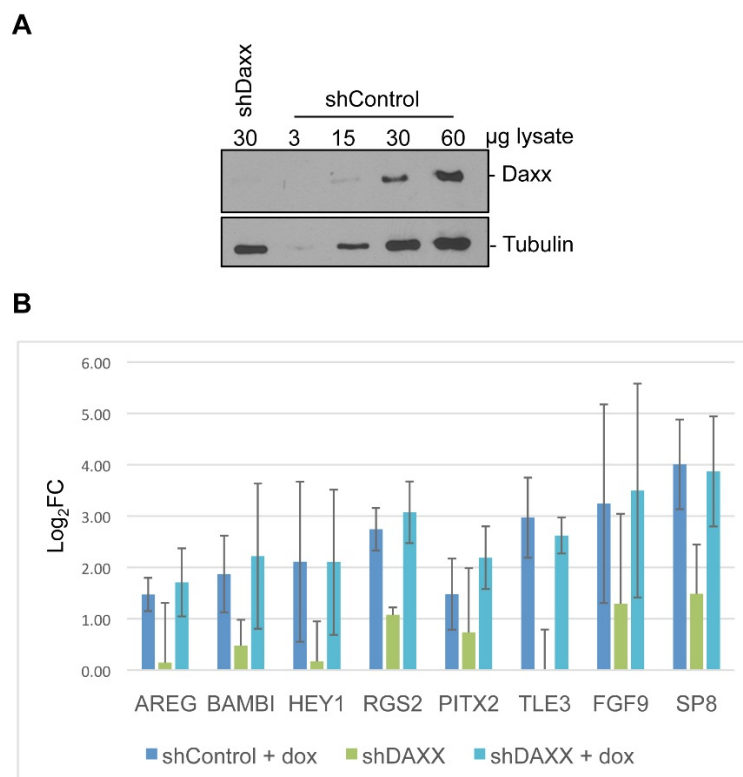 A
shDaxx
shControl
30 3 15 30 60 µg lysate
- Daxx
- Tubulin
B
6.00
5.00
4.00
3.00
2.00
1.00
0.00
Log2FC
AREG BAMBI HEY1 RGS2 PITX2 TLE3 FGF9 SP8
shControl + dox shDAXX shDAXX + dox